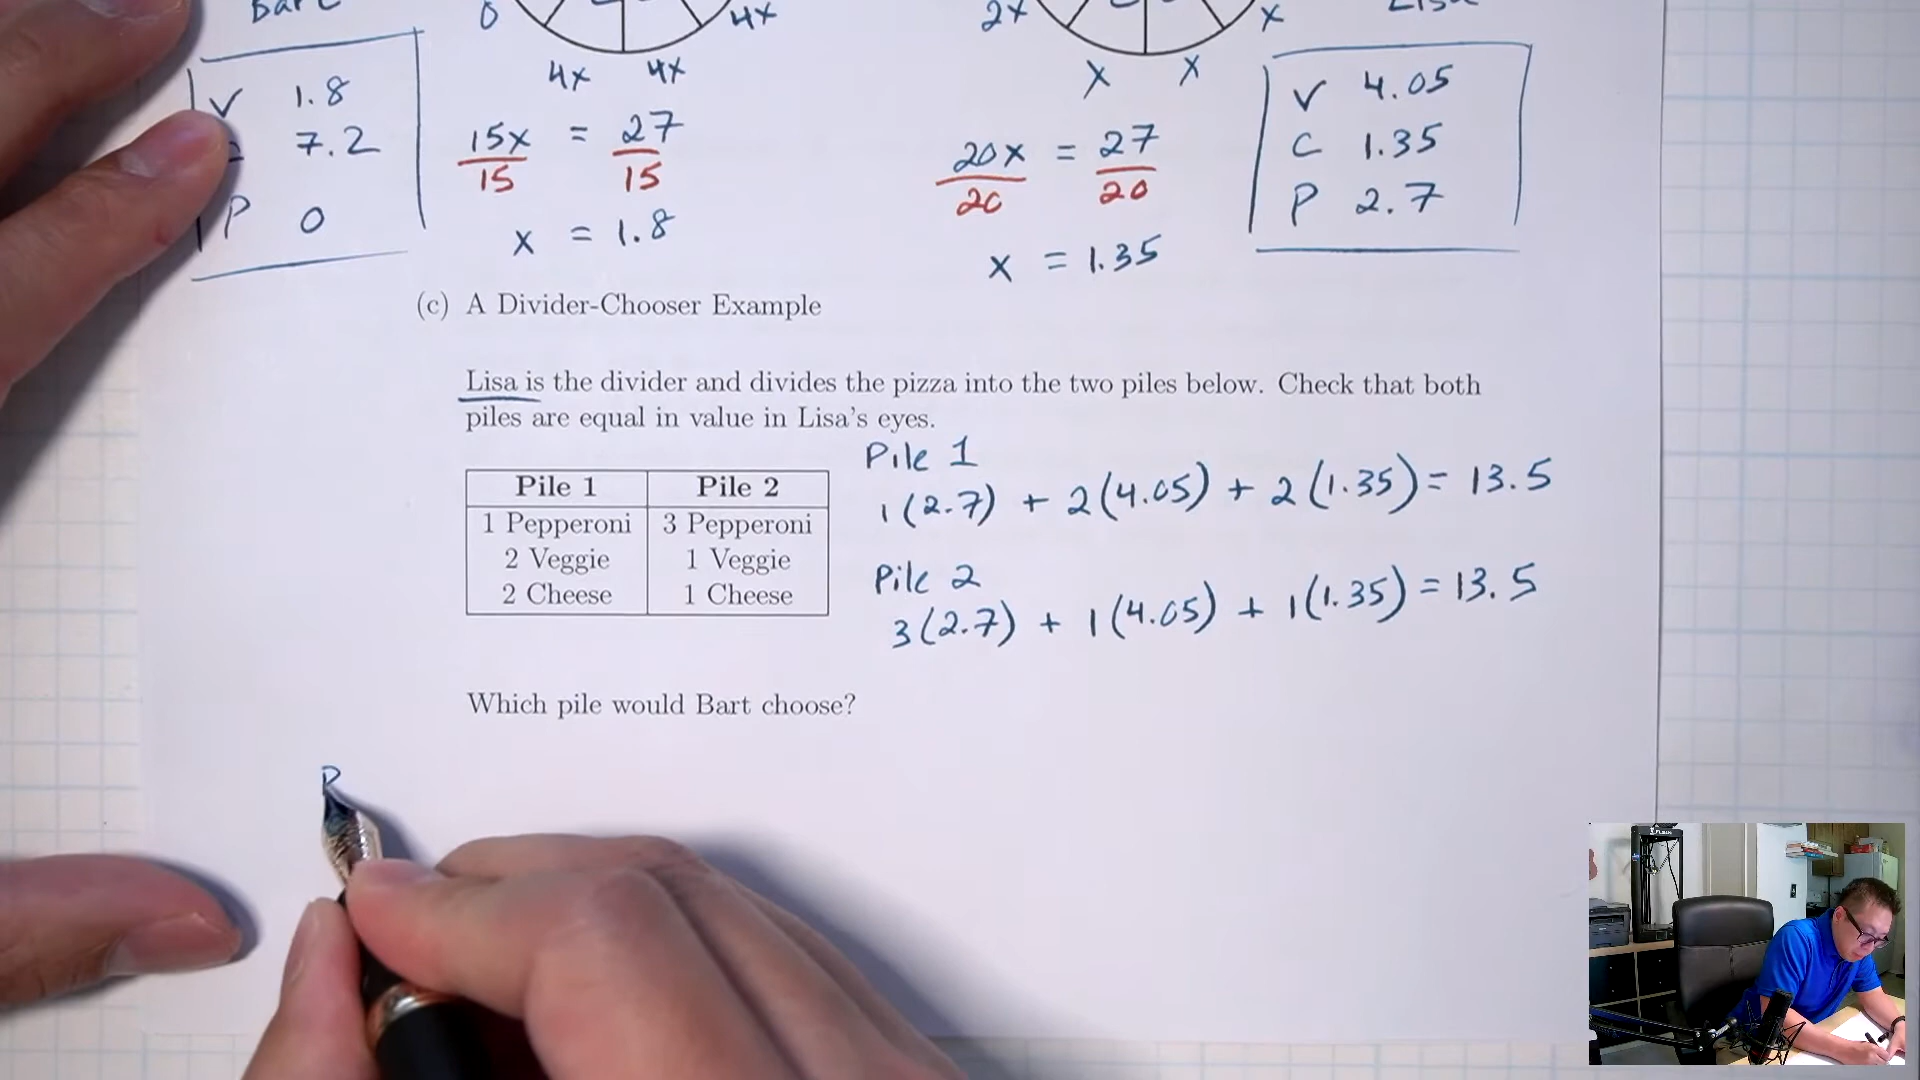 Bart
0
4x
4x 4x
V 1.8
7.2
P 0
15x = 27
15 15
x = 1.8
2x
x
x x
Lisa
20x = 27
20 20
x = 1.35
V 4.05
C 1.35
P 2.7
(c) A Divider-Chooser Example
Lisa is the divider and divides the pizza into the two piles below. Check that both
piles are equal in value in Lisa's eyes.
Pile 1 Pile 2
1 Pepperoni 3 Pepperoni
2 Veggie 1 Veggie
2 Cheese 1 Cheese
Pile 1
1(2.7) + 2(4.05) + 2(1.35) = 13.5
Pile 2
3(2.7) + 1(4.05) + 1(1.35) = 13.5
Which pile would Bart choose?